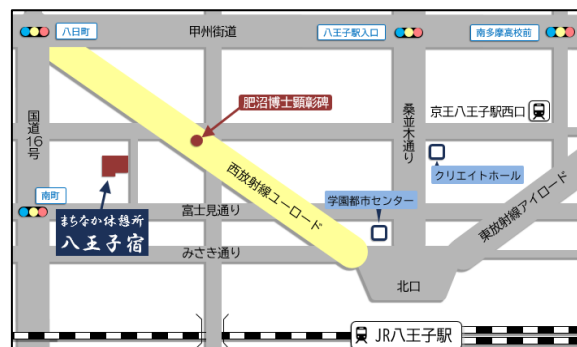 八日町
甲州街道
八王子駅入口
南多摩高校前
国道16号
肥沼博士顕彰碑
桑並木通り
京王八王子駅西口
クリエイトホール
西放射線ユーロード
南町
まちなか休憩所
八王子宿
富士見通り
学園都市センター
東放射線アイロード
みさき通り
北口
JR八王子駅